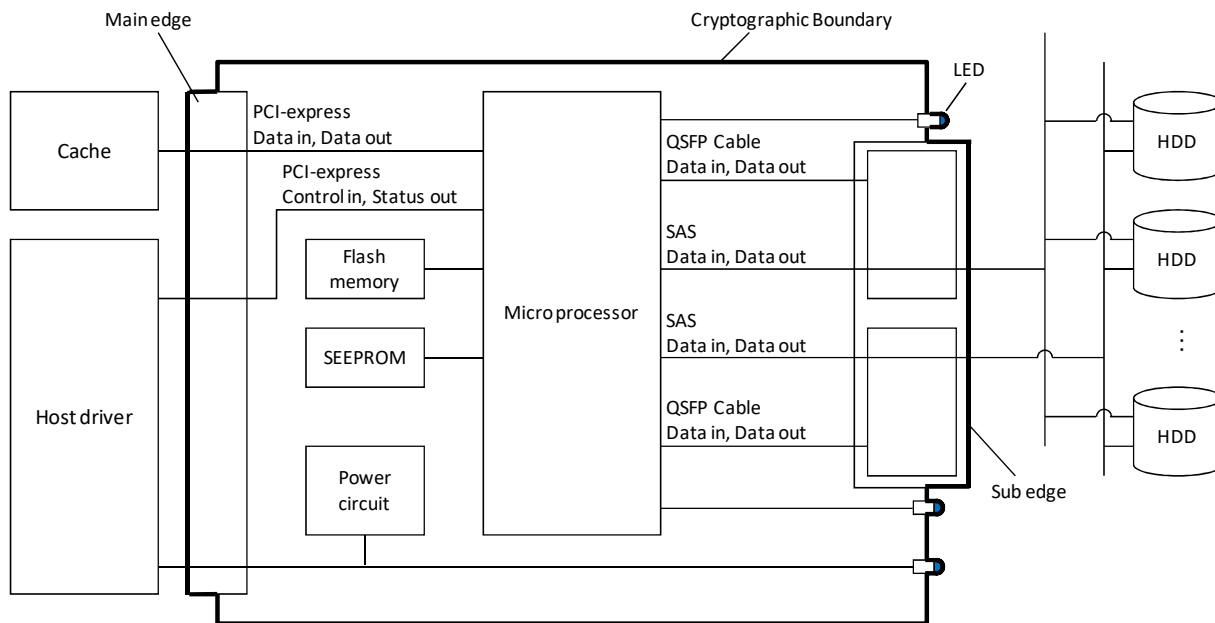 Main edge
Cryptographic Boundary
LED
PCI-express
Data in, Data out
Cache
QSFP Cable
Data in, Data out
HDD
PCI-express
Control in, Status out
SAS
Data in, Data out
Flash
memory
HDD
Micro processor
SAS
Data in, Data out
SEEPROM
⋮
Host driver
QSFP Cable
Data in, Data out
HDD
Power
circuit
Sub edge